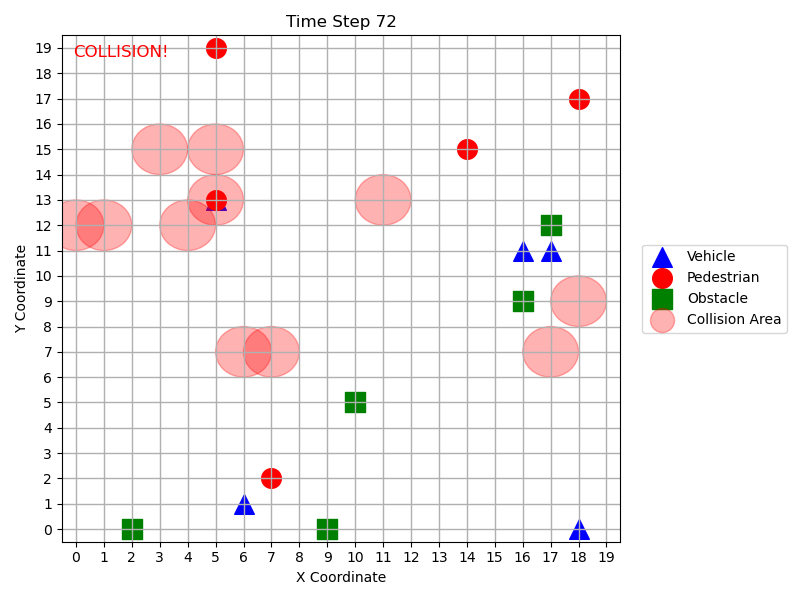 Time Step 72
COLLISION!
19
18
17
16
15
14
13
12
11
10
9
8
7
6
5
4
3
2
1
0
Y Coordinate
0 1 2 3 4 5 6 7 8 9 10 11 12 13 14 15 16 17 18 19
X Coordinate
Vehicle
Pedestrian
Obstacle
Collision Area